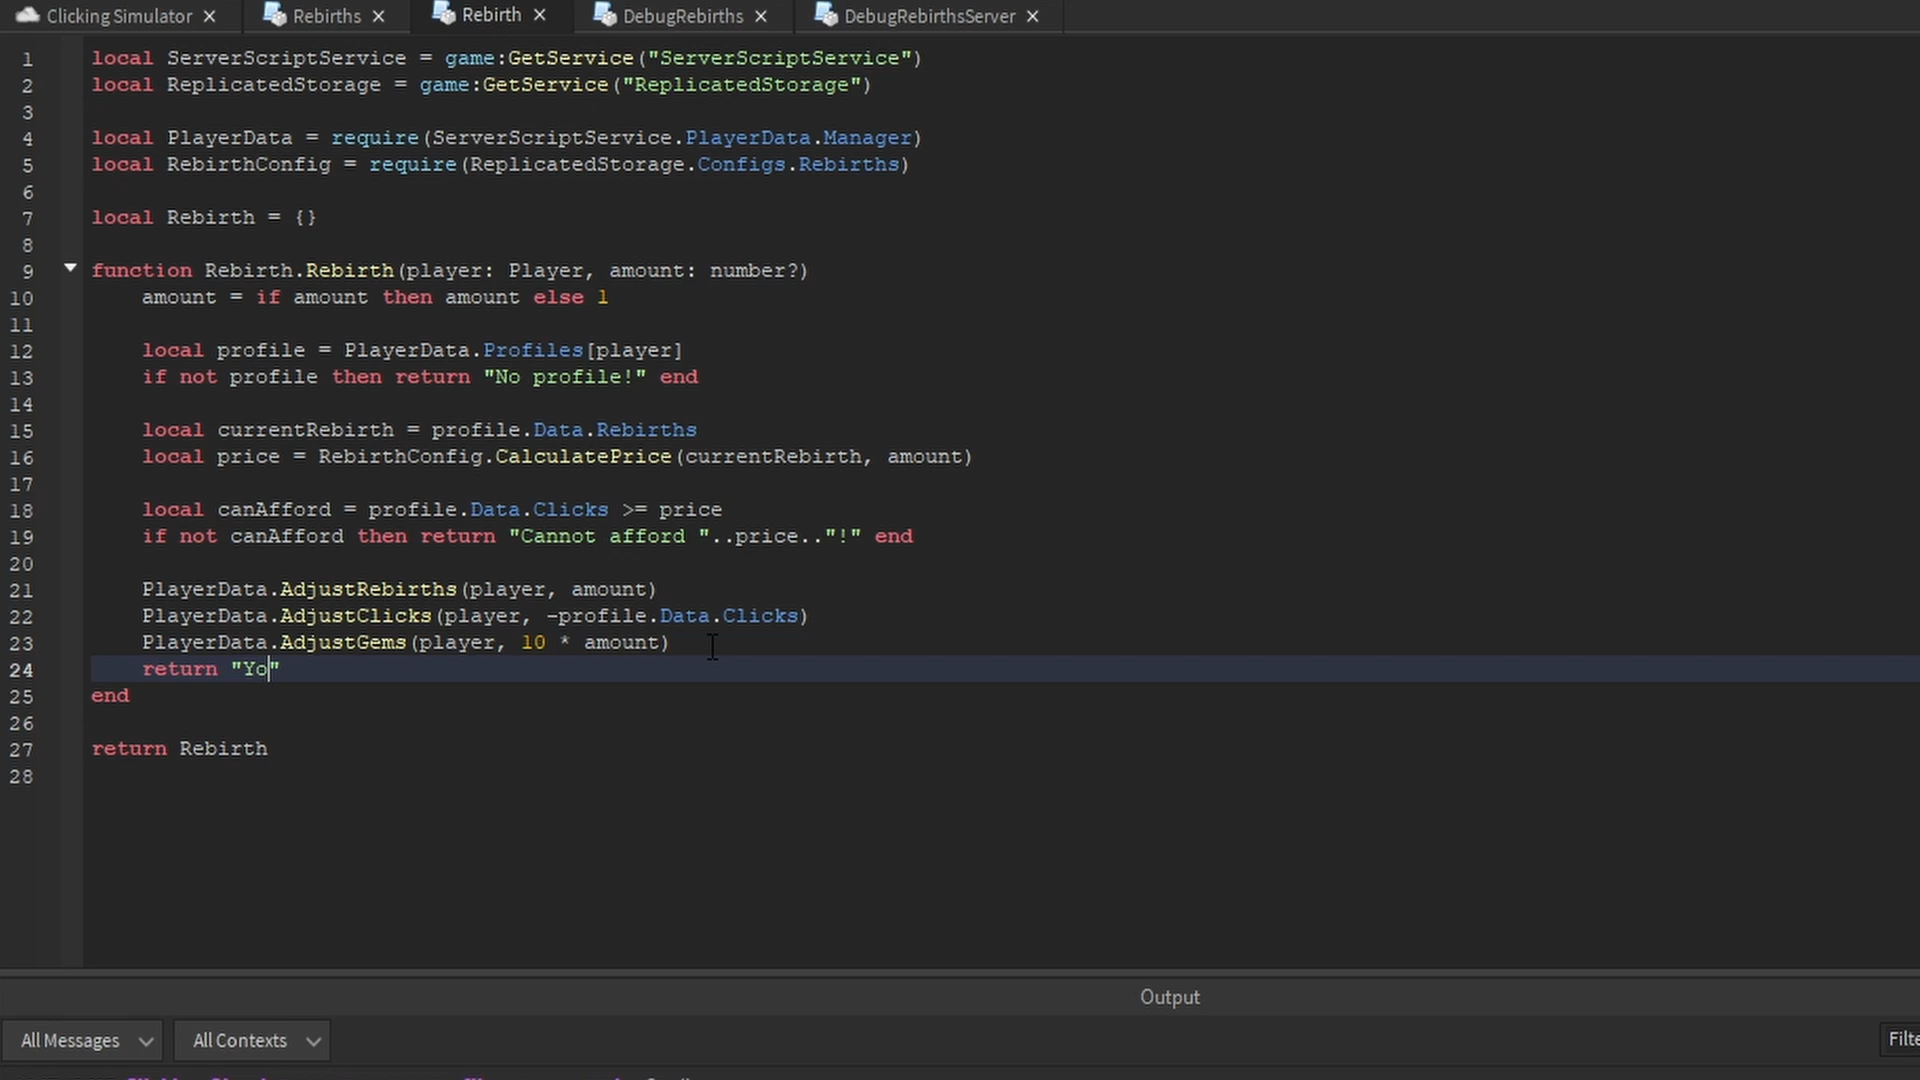 Clicking Simulator Rebirths Rebirth DebugRebirths DebugRebirthsServer
1 local ServerScriptService = game:GetService("ServerScriptService")
2 local ReplicatedStorage = game:GetService("ReplicatedStorage")
3
4 local PlayerData = require(ServerScriptService.PlayerData.Manager)
5 local RebirthConfig = require(ReplicatedStorage.Configs.Rebirths)
6
7 local Rebirth = {}
8
9 function Rebirth.Rebirth(player: Player, amount: number?)
10 amount = if amount then amount else 1
11
12 local profile = PlayerData.Profiles[player]
13 if not profile then return "No profile!" end
14
15 local currentRebirth = profile.Data.Rebirths
16 local price = RebirthConfig.CalculatePrice(currentRebirth, amount)
17
18 local canAfford = profile.Data.Clicks >= price
19 if not canAfford then return "Cannot afford "..price.."!" end
20
21 PlayerData.AdjustRebirths(player, amount)
22 PlayerData.AdjustClicks(player, -profile.Data.Clicks)
23 PlayerData.AdjustGems(player, 10 * amount)
24 return "Yo"
25 end
26
27 return Rebirth
28
Output
All Messages All Contexts Filte